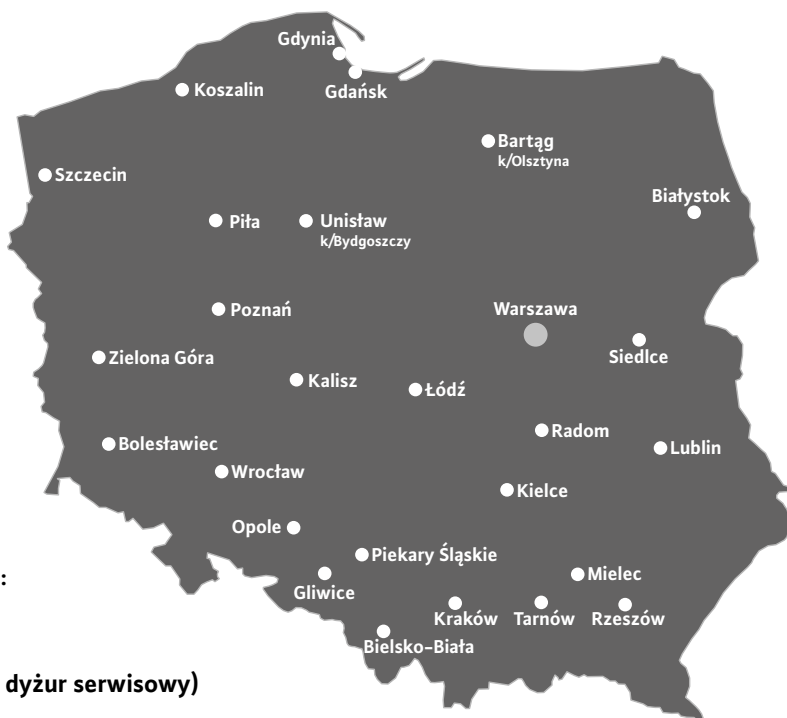 Gdynia
Gdańsk
Koszalin
Bartąg
k/Olsztyna
Szczecin
Białystok
Piła
Unisław
k/Bydgoszczy
Poznań
Warszawa
Siedlce
Zielona Góra
Kalisz
Łódź
Radom
Bolesławiec
Lublin
Wrocław
Kielce
Opole
Piekary Śląskie
:
Gliwice
Mielec
Kraków
Tarnów
Rzeszów
Bielsko-Biała
dyżur serwisowy)